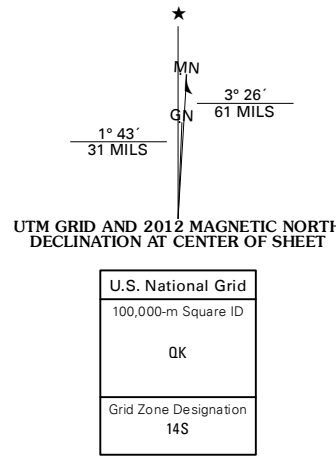 ★
MN
GN
3° 26´
61 MILS
1° 43´
31 MILS
UTM GRID AND 2012 MAGNETIC NORTH
DECLINATION AT CENTER OF SHEET
U.S. National Grid
100,000-m Square ID
QK
Grid Zone Designation
14S